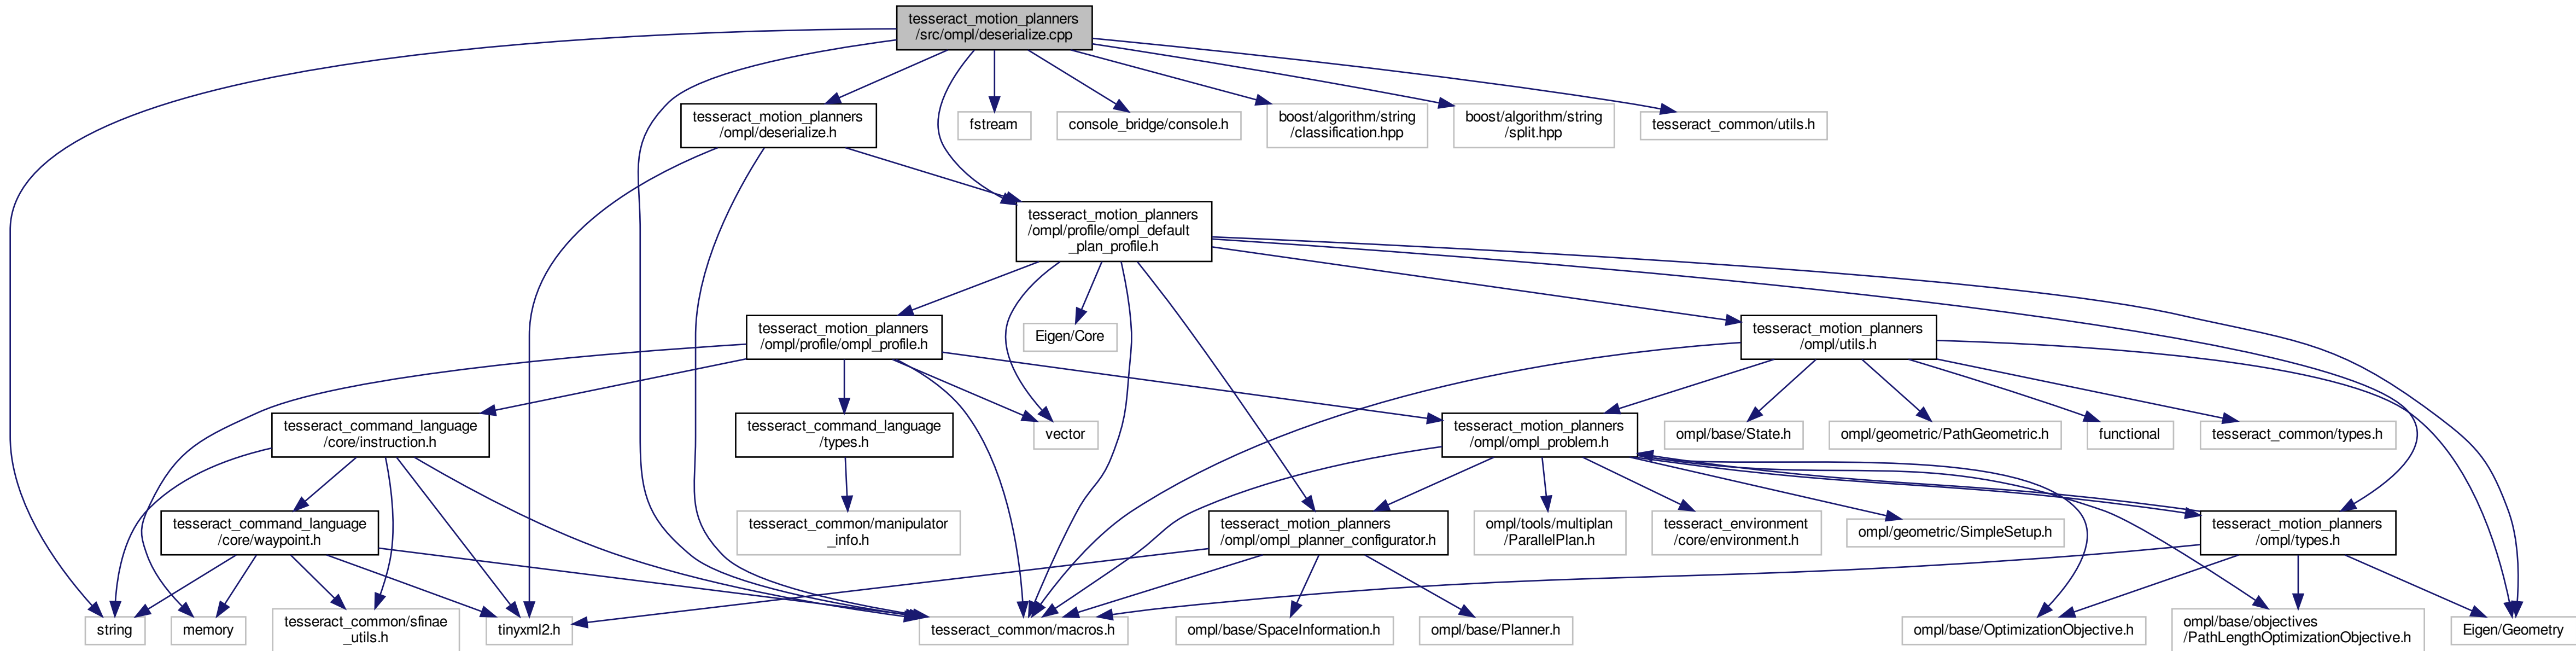 tesseract_motion_planners
/src/ompl/deserialize.cpp
tesseract_motion_planners
/ompl/deserialize.h
fstream
console_bridge/console.h
boost/algorithm/string
/classification.hpp
boost/algorithm/string
/split.hpp
tesseract_common/utils.h
tesseract_motion_planners
/ompl/profile/ompl_default
_plan_profile.h
tesseract_motion_planners
/ompl/profile/ompl_profile.h
Eigen/Core
tesseract_motion_planners
/ompl/utils.h
tesseract_command_language
/core/instruction.h
tesseract_command_language
/types.h
vector
tesseract_motion_planners
/ompl/ompl_problem.h
ompl/base/State.h
ompl/geometric/PathGeometric.h
functional
tesseract_common/types.h
tesseract_command_language
/core/waypoint.h
tesseract_common/manipulator
_info.h
tesseract_motion_planners
/ompl/ompl_planner_configurator.h
ompl/tools/multiplan
/ParallelPlan.h
tesseract_environment
/core/environment.h
ompl/geometric/SimpleSetup.h
tesseract_motion_planners
/ompl/types.h
string
memory
tesseract_common/sfinae
_utils.h
tinyxml2.h
tesseract_common/macros.h
ompl/base/SpaceInformation.h
ompl/base/Planner.h
ompl/base/OptimizationObjective.h
ompl/base/objectives
/PathLengthOptimizationObjective.h
Eigen/Geometry